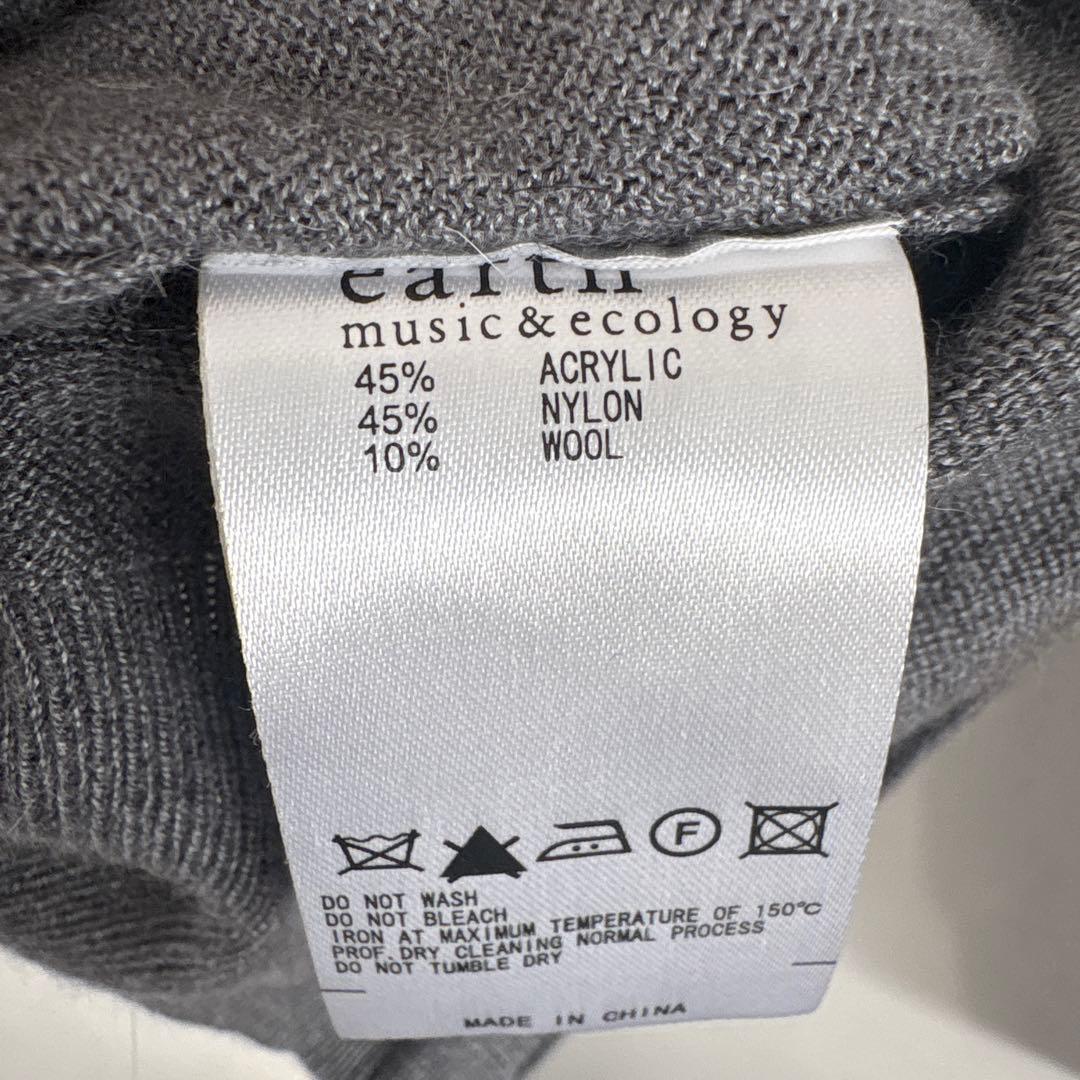 earth
music & ecology
45% ACRYLIC
45% NYLON
10% WOOL
F
DO NOT WASH
DO NOT BLEACH
IRON AT MAXIMUM TEMPERATURE OF 150℃
PROF. DRY CLEANING NORMAL PROCESS
DO NOT TUMBLE DRY
MADE IN CHINA